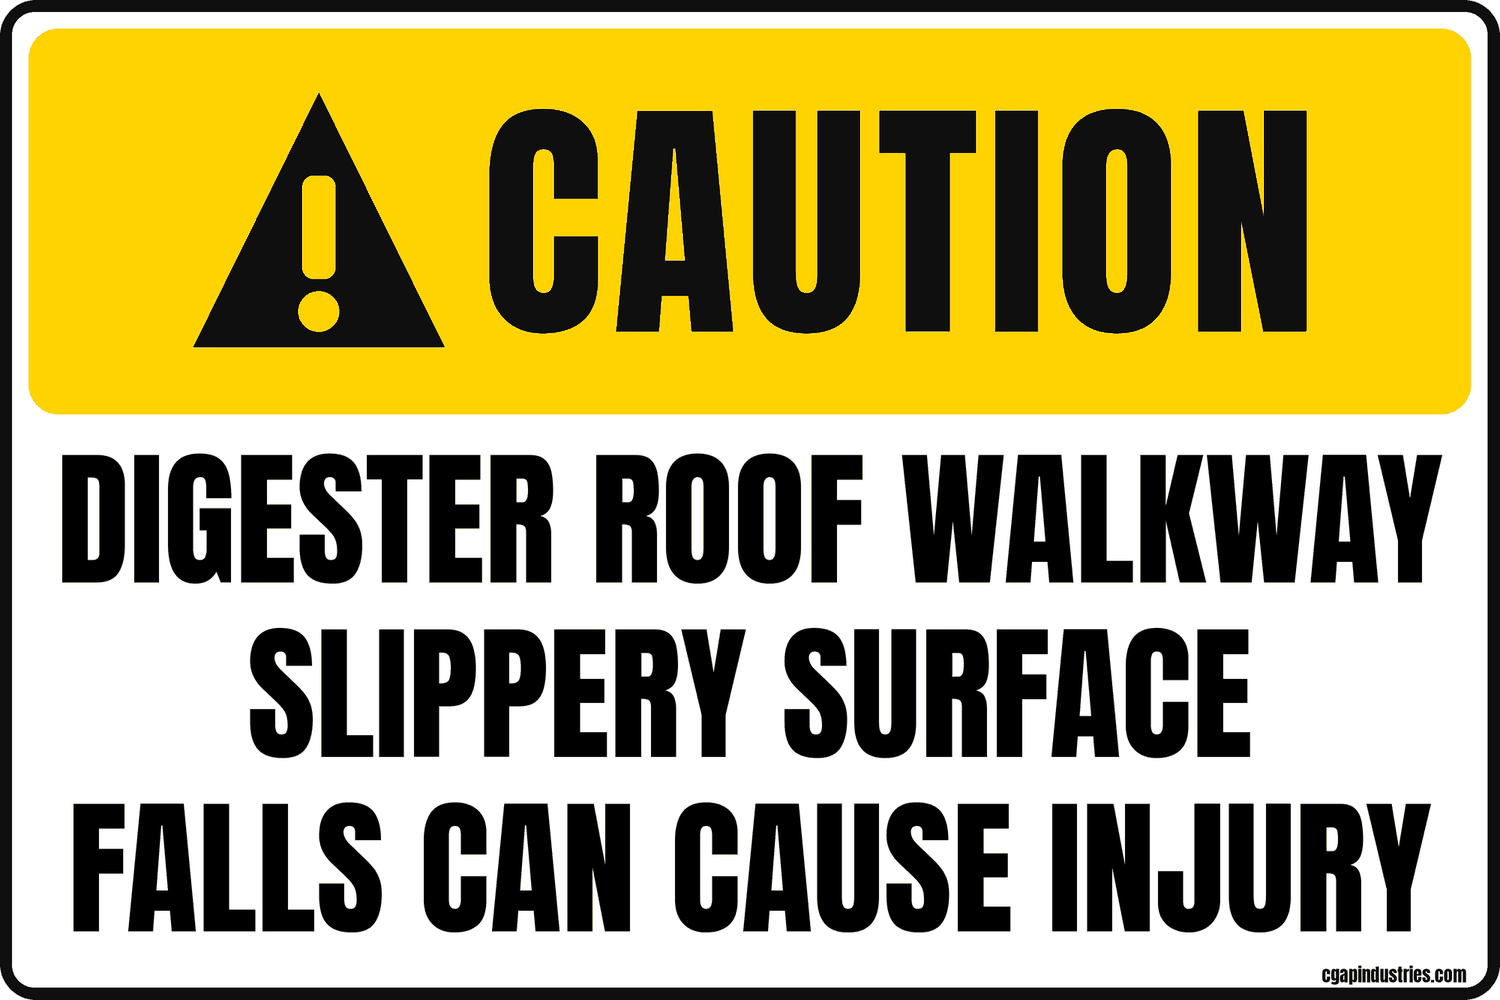 CAUTION
DIGESTER ROOF WALKWAY
SLIPPERY SURFACE
FALLS CAN CAUSE INJURY
cgapindustries.com